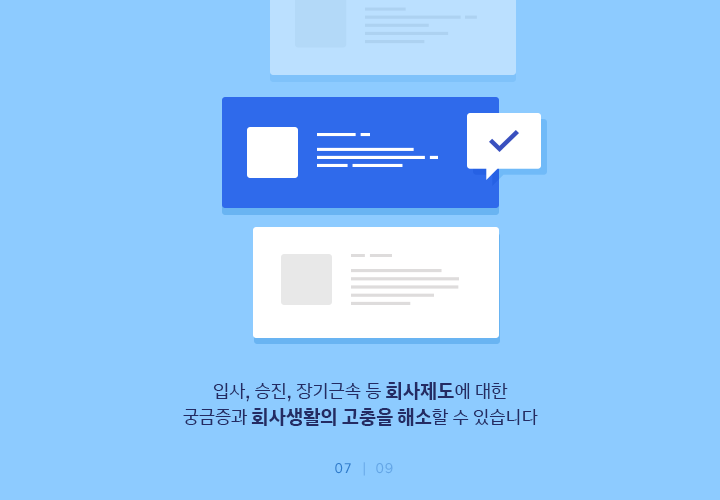 입사, 승진, 장기근속 등 회사제도에 대한
궁금증과 회사생활의 고충을 해소할 수 있습니다
07 | 09